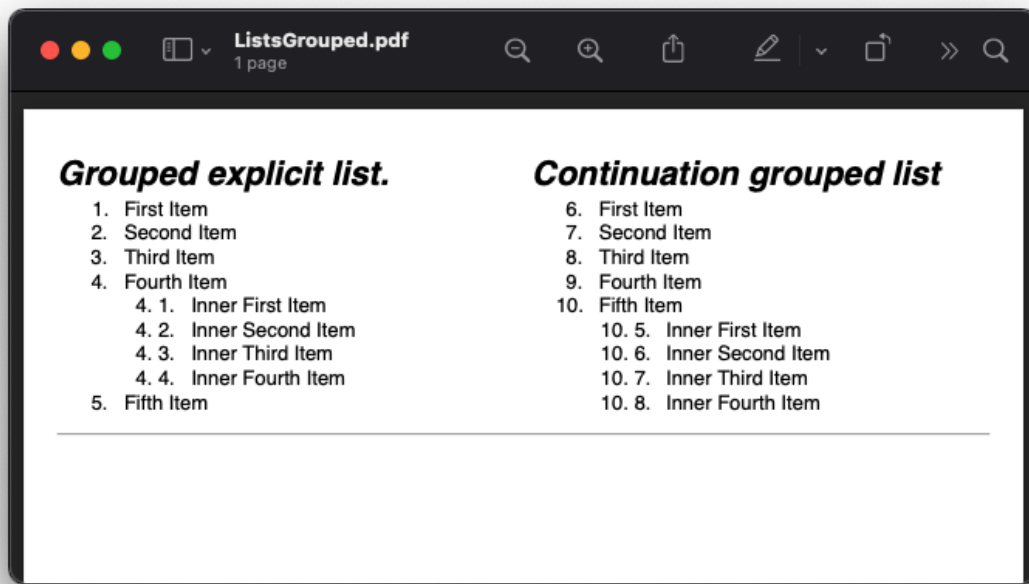 ListsGrouped.pdf
1 page
Grouped explicit list.
1. First Item
2. Second Item
3. Third Item
4. Fourth Item
4. 1. Inner First Item
4. 2. Inner Second Item
4. 3. Inner Third Item
4. 4. Inner Fourth Item
5. Fifth Item
Continuation grouped list
6. First Item
7. Second Item
8. Third Item
9. Fourth Item
10. Fifth Item
10. 5. Inner First Item
10. 6. Inner Second Item
10. 7. Inner Third Item
10. 8. Inner Fourth Item